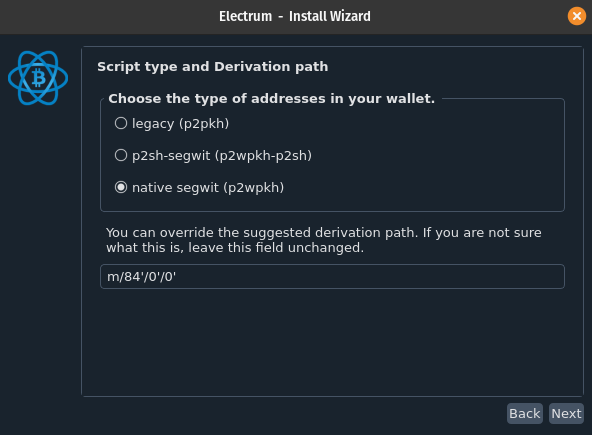 Electrum - Install Wizard
Script type and Derivation path
Choose the type of addresses in your wallet.
legacy (p2pkh)
p2sh-segwit (p2wpkh-p2sh)
native segwit (p2wpkh)
You can override the suggested derivation path. If you are not sure
what this is, leave this field unchanged.
m/84'/0'/0'
Back Next